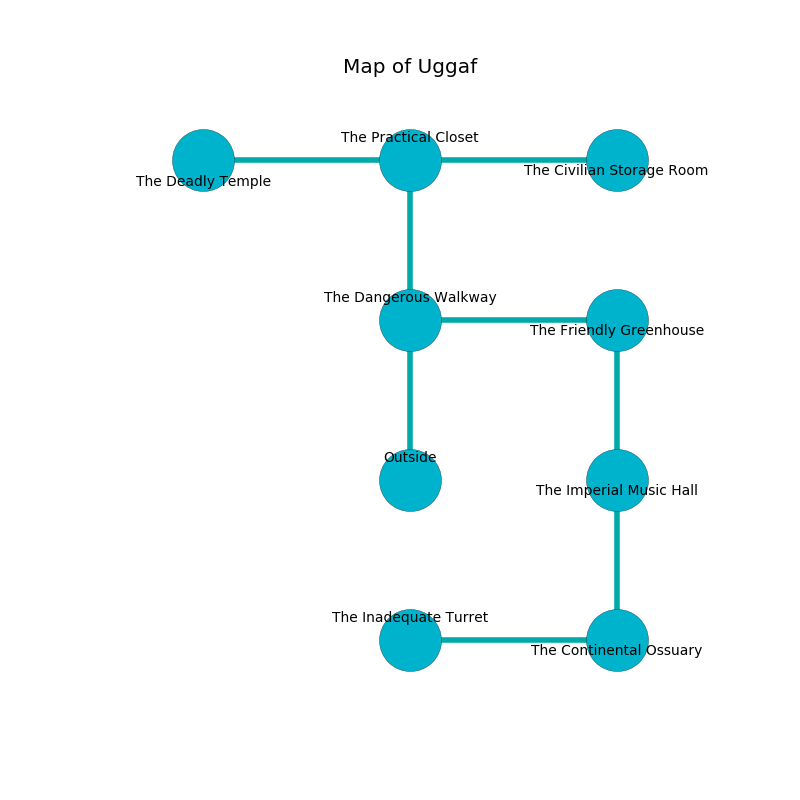 Map of Uggaf
The Practical Closet
The Civilian Storage Room
The Deadly Temple
The Dangerous Walkway
The Friendly Greenhouse
Outside
The Imperial Music Hall
The Inadequate Turret
The Continental Ossuary